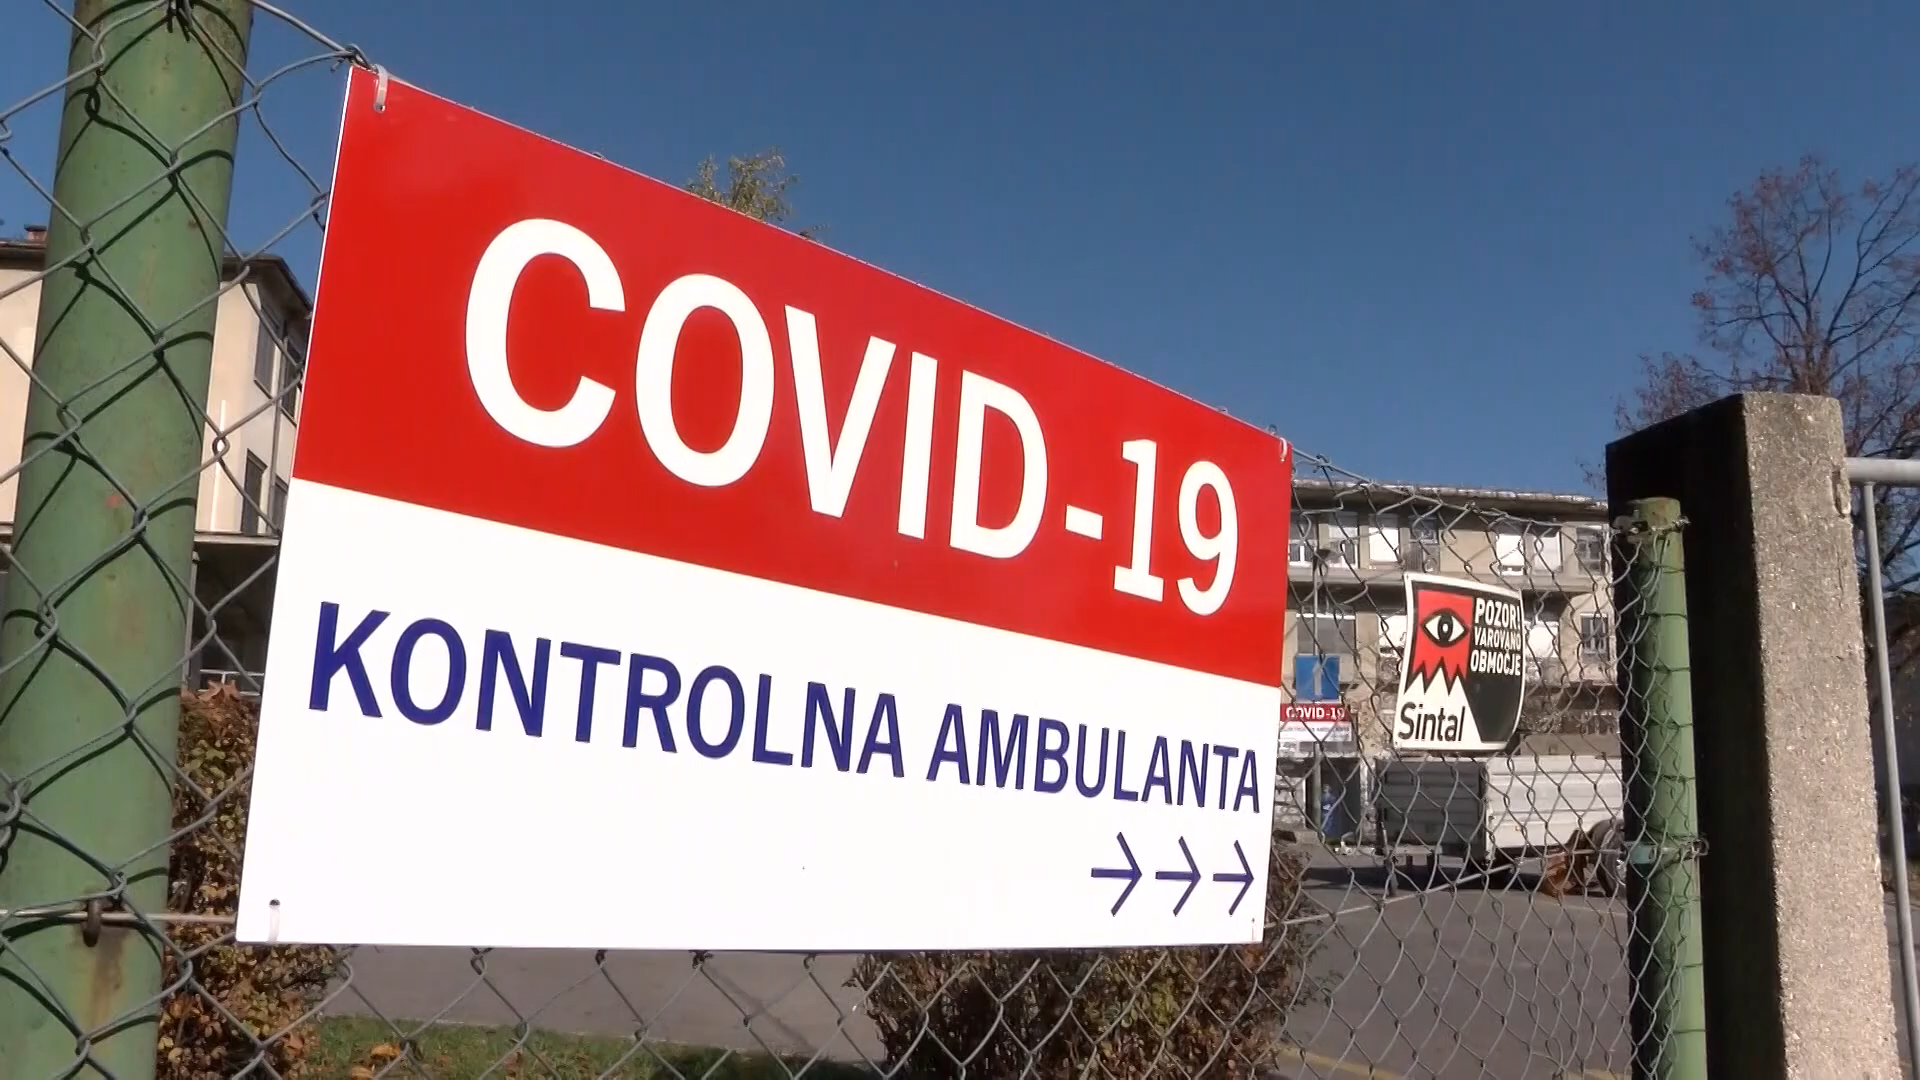 COVID-19
KONTROLNA AMBULANTA
→→→
POZOR!
VAROVANO
OBMOČJE
Sintal
COVID-19